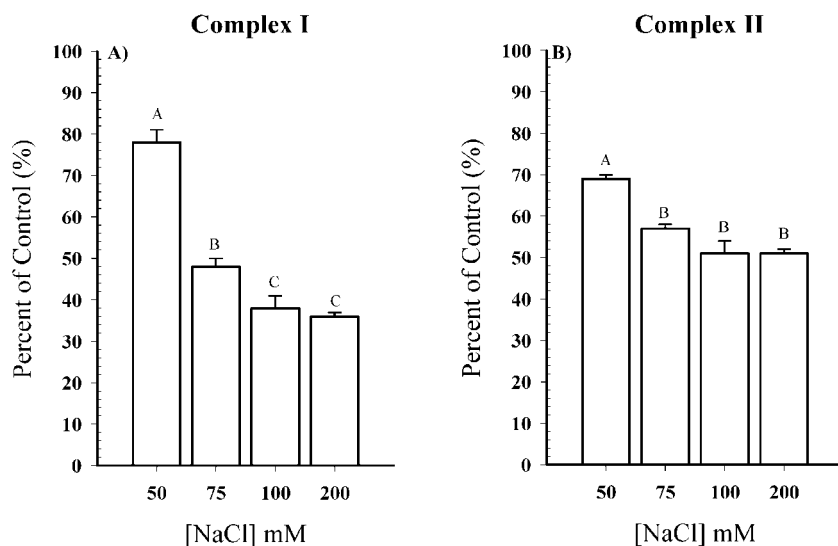 Complex I
A)
100
90
80
70
60
50
40
30
20
10
0
Percent of Control (%)
A
B
C
C
50 75 100 200
[NaCl] mM
Complex II
B)
100
90
80
70
60
50
40
30
20
10
0
Percent of Control (%)
A
B
B
B
50 75 100 200
[NaCl] mM